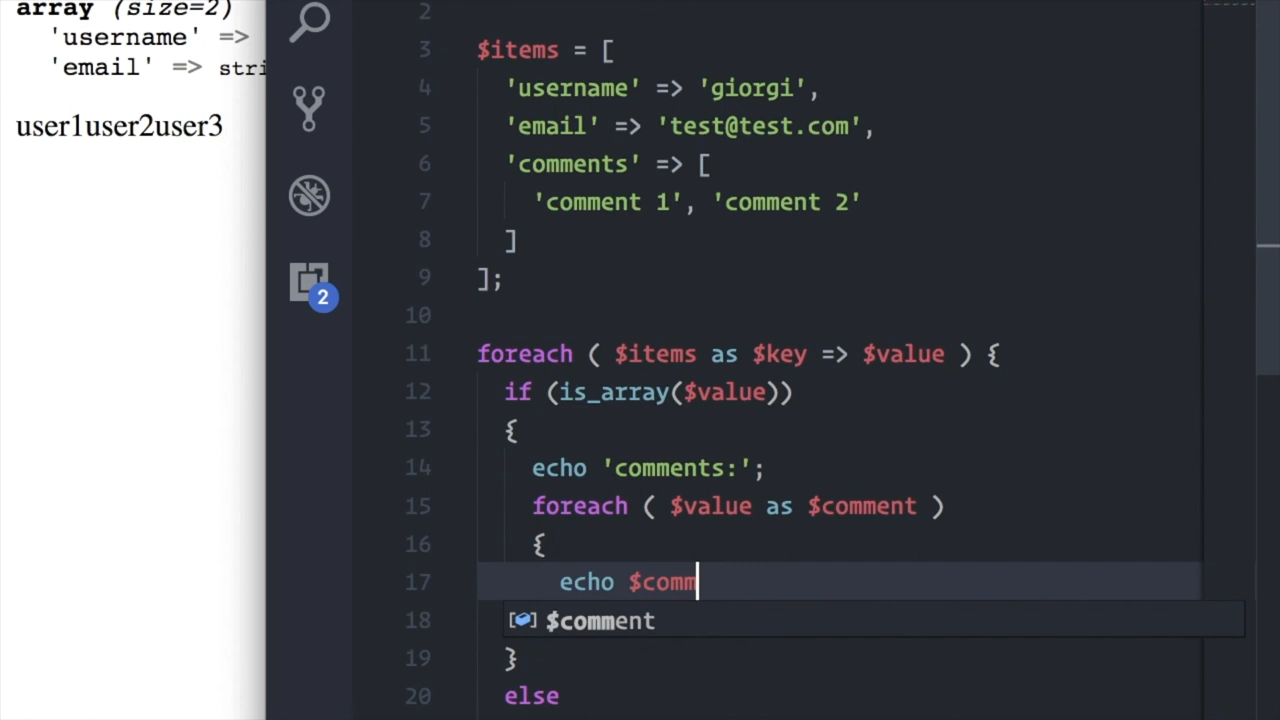 array (size=2)
'username' =>
'email' => stri
user1user2user3
2
2
3 $items = [
4 'username' => 'giorgi',
5 'email' => 'test@test.com',
6 'comments' => [
7 'comment 1', 'comment 2'
8 ]
9 ];
10
11 foreach ( $items as $key => $value ) {
12 if (is_array($value))
13 {
14 echo 'comments:';
15 foreach ( $value as $comment )
16 {
17 echo $comm
18 $comment
19 }
20 else